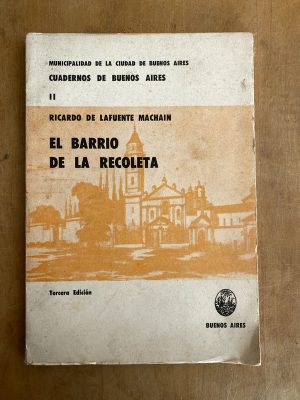 MUNICIPALIDAD DE LA CIUDAD DE BUENOS AIRES
CUADERNOS DE BUENOS AIRES
II
RICARDO DE LAFUENTE MACHAIN
EL BARRIO
DE LA RECOLETA
Tercera Edición
BUENOS AIRES